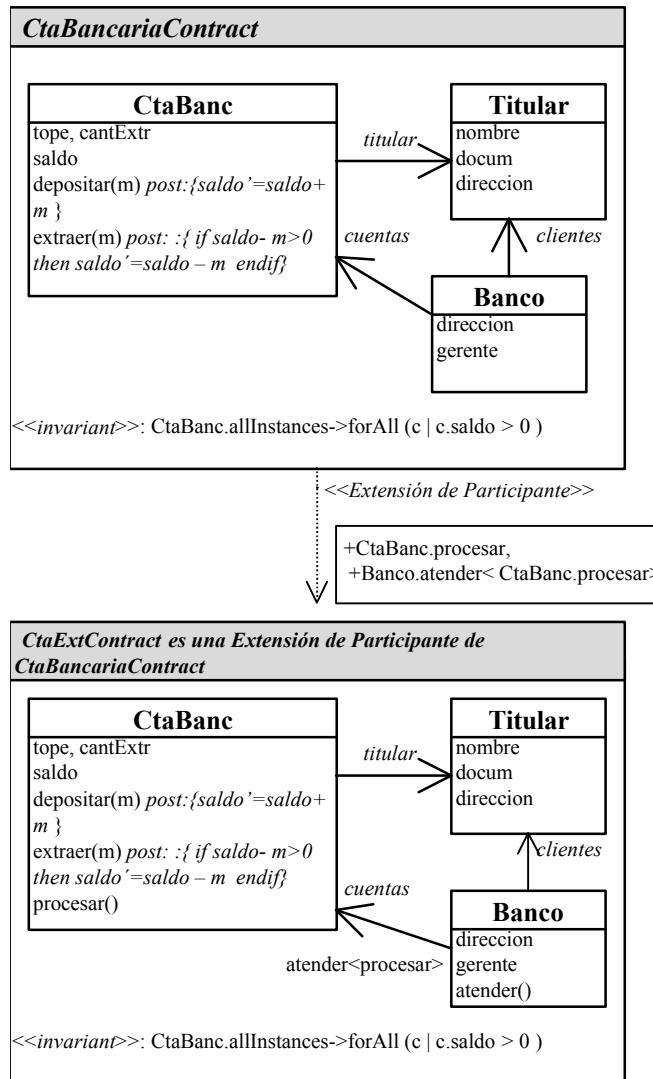 CtaBancariaContract
CtaBanc
tope, cantExtr
saldo
depositar(m) post:{saldo’=saldo+
m }
extraer(m) post: :{ if saldo- m>0
then saldo´=saldo – m endif}
titular
Titular
nombre
docum
direccion
cuentas
clientes
Banco
direccion
gerente
<<invariant>>: CtaBanc.allInstances->forAll (c | c.saldo > 0 )
<<Extensión de Participante>>
+CtaBanc.procesar,
+Banco.atender< CtaBanc.procesar>
CtaExtContract es una Extensión de Participante de
CtaBancariaContract
CtaBanc
tope, cantExtr
saldo
depositar(m) post:{saldo’=saldo+
m }
extraer(m) post: :{ if saldo- m>0
then saldo´=saldo – m endif}
procesar()
titular
Titular
nombre
docum
direccion
cuentas
clientes
atender<procesar>
Banco
direccion
gerente
atender()
<<invariant>>: CtaBanc.allInstances->forAll (c | c.saldo > 0 )